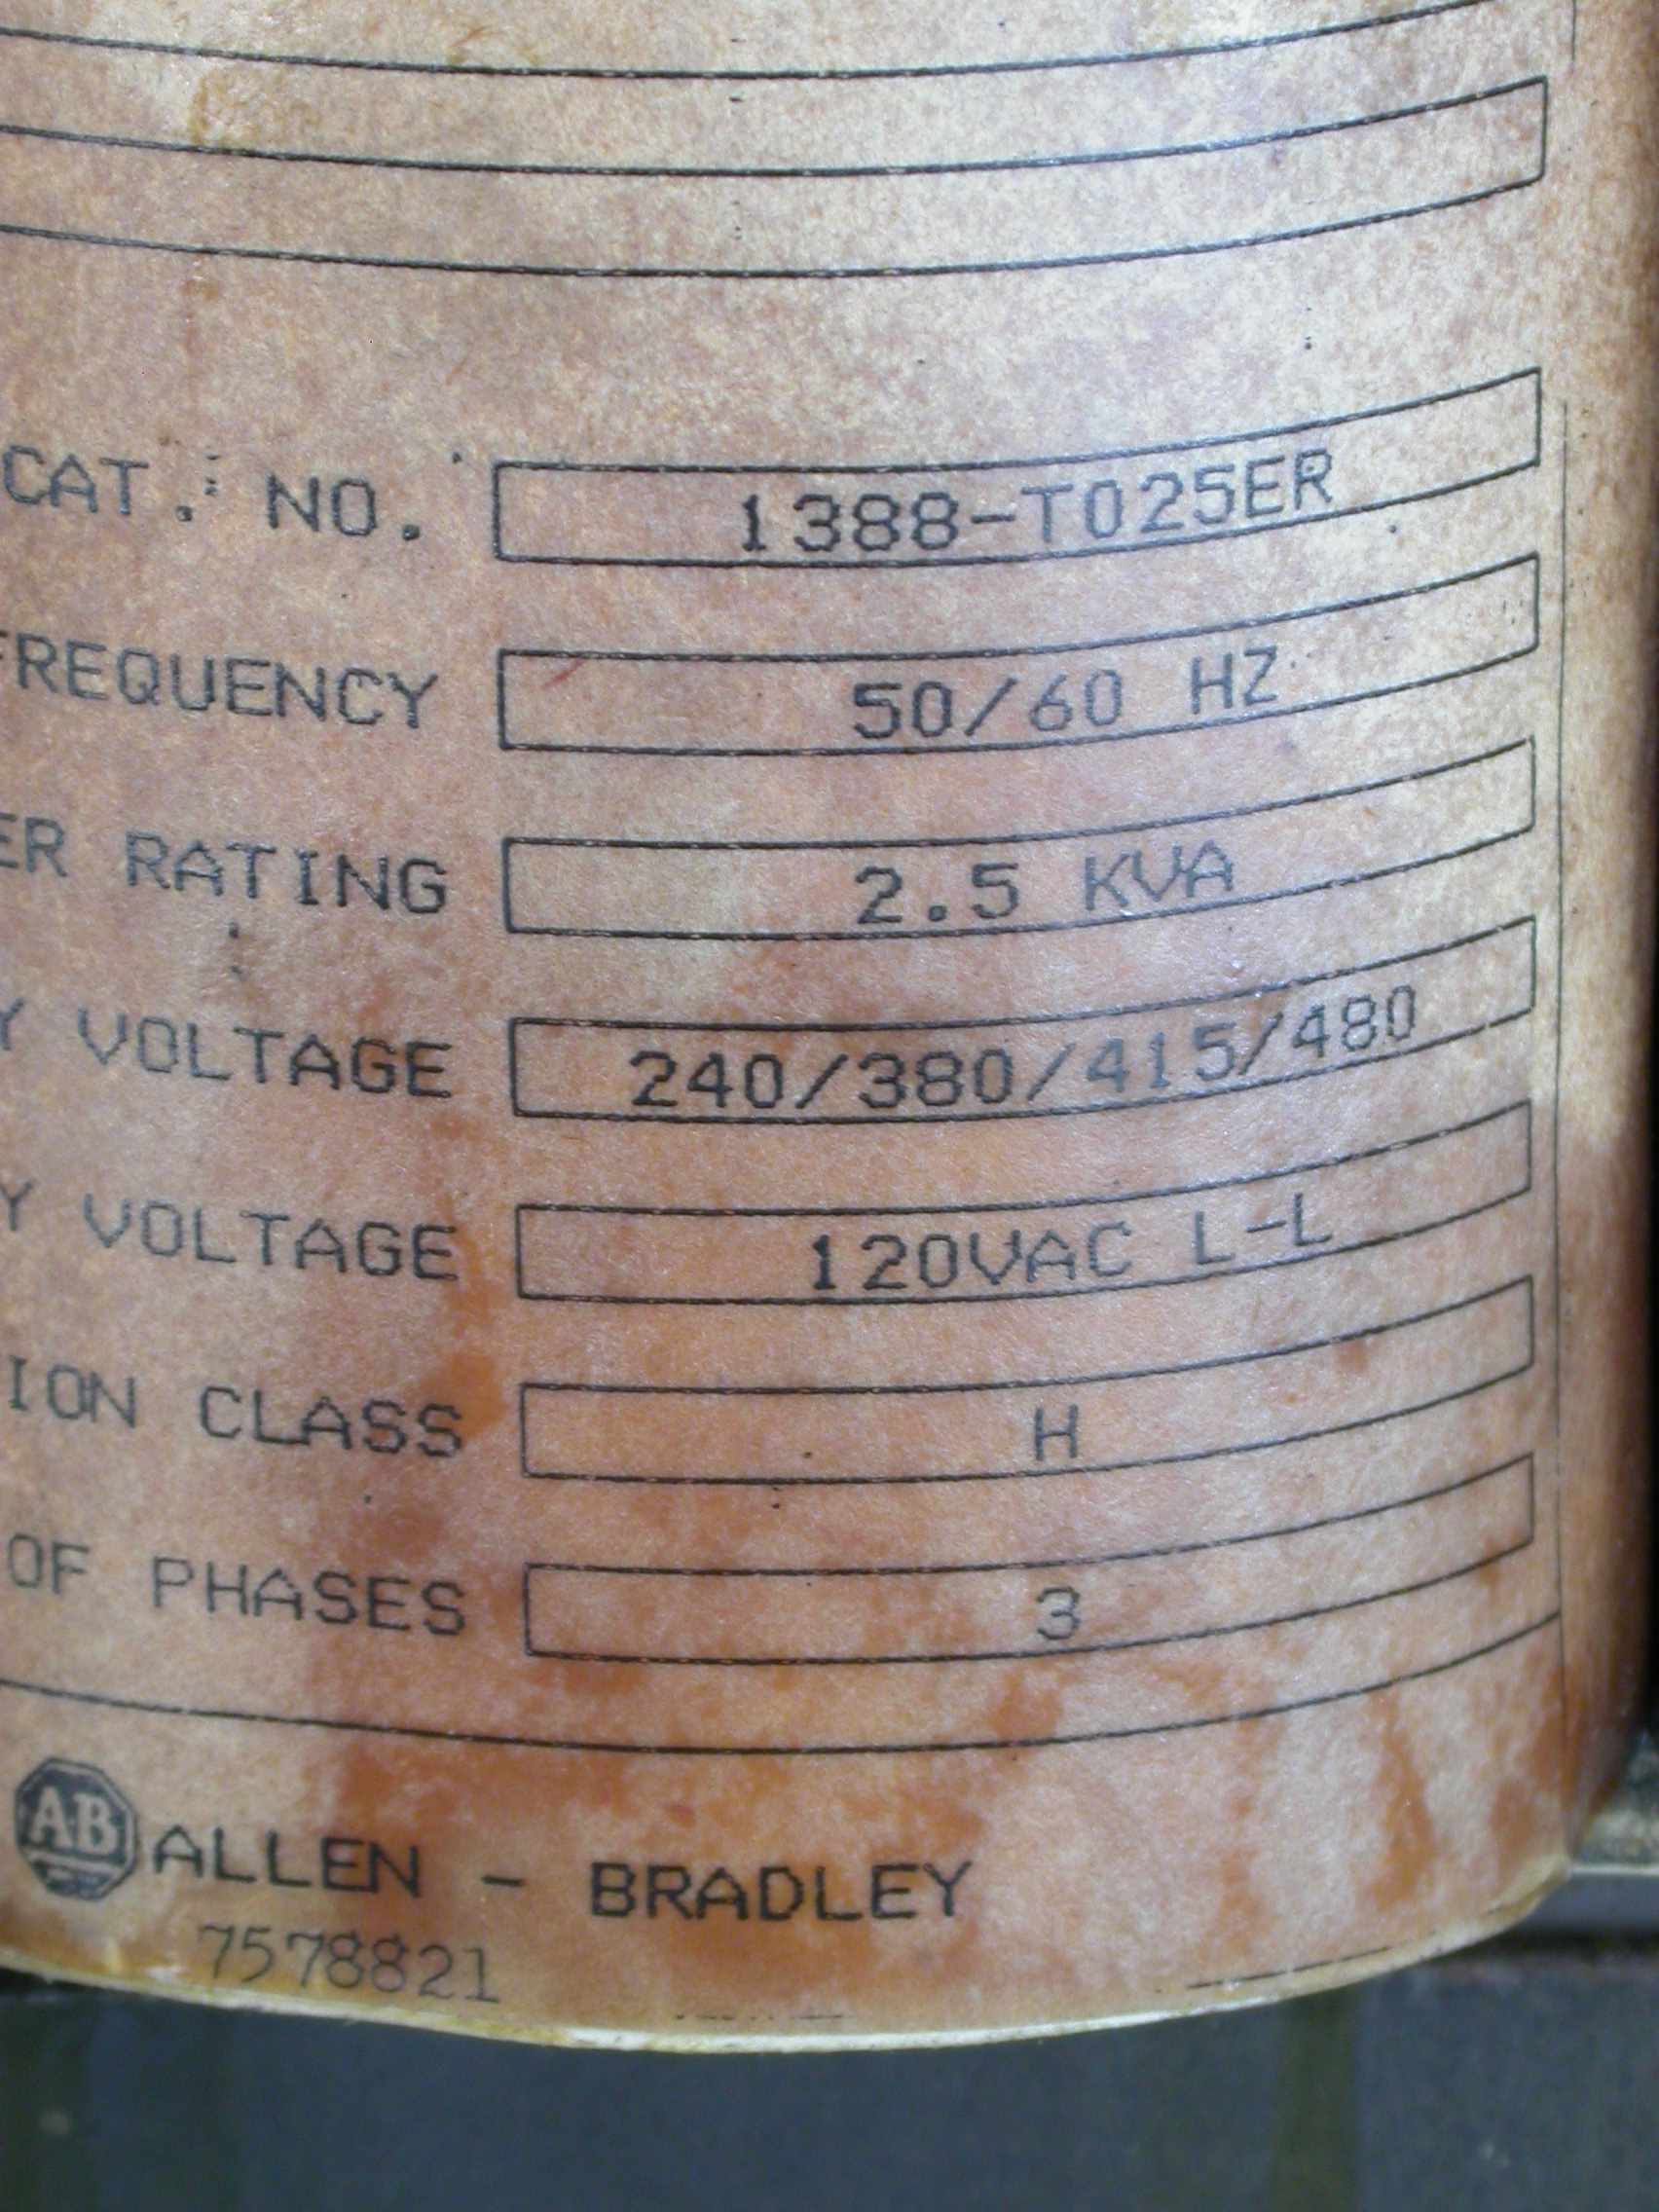 CAT. NO. 1388-T025ER
FREQUENCY 50/60 HZ
ER RATING 2.5 KVA
Y VOLTAGE 240/380/415/480
Y VOLTAGE 120VAC L-L
ION CLASS H
OF PHASES 3
AB ALLEN - BRADLEY
7578821